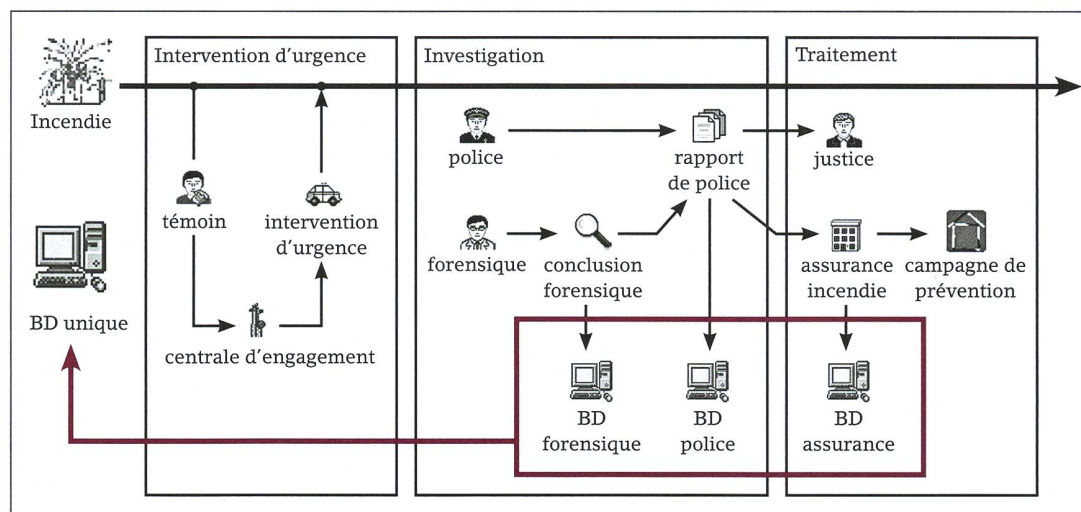 Intervention d'urgence
Investigation
Traitement
Incendie
police
rapport
de police
justice
témoin
intervention
d'urgence
forensique
conclusion
forensique
assurance
incendie
campagne de
prévention
BD unique
centrale d'engagement
BD
forensique
BD
police
BD
assurance